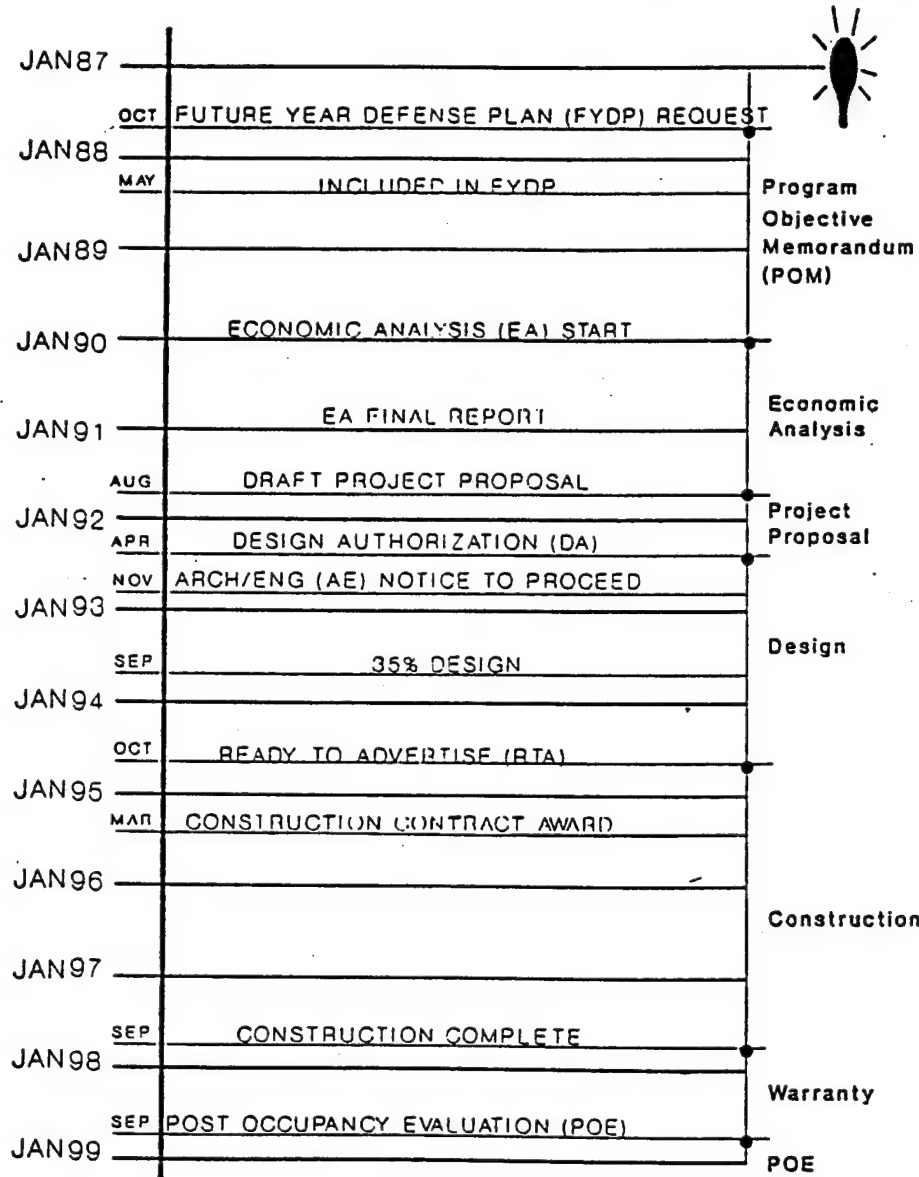 JAN87
OCT FUTURE YEAR DEFENSE PLAN (FYDP) REQUEST
JAN88
MAY INCLUDED IN FYDP
Program
Objective
JAN89 Memorandum
(POM)
ECONOMIC ANALYSIS (EA) START
JAN90
Economic
EA FINAL REPORT
JAN91 Analysis
AUG DRAFT PROJECT PROPOSAL
JAN92 Project
Proposal
APR DESIGN AUTHORIZATION (DA)
NOV ARCH/ENG (AE) NOTICE TO PROCEED
JAN93
Design
SEP 35% DESIGN
JAN94
OCT READY TO ADVERTISE (RTA)
JAN95
MAR CONSTRUCTION CONTRACT AWARD
JAN96
Construction
JAN97
SEP CONSTRUCTION COMPLETE
JAN98
Warranty
SEP POST OCCUPANCY EVALUATION (POE)
JAN99
POE